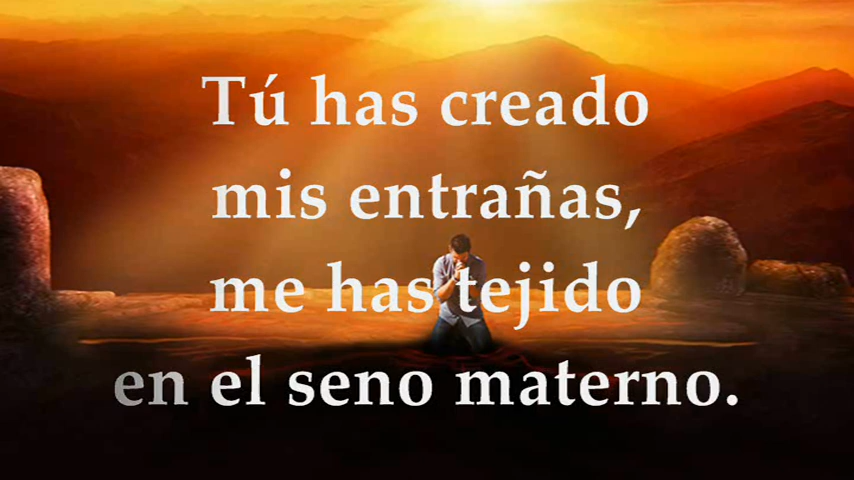 Tú has creado
mis entrañas,
me has tejido
en el seno materno.